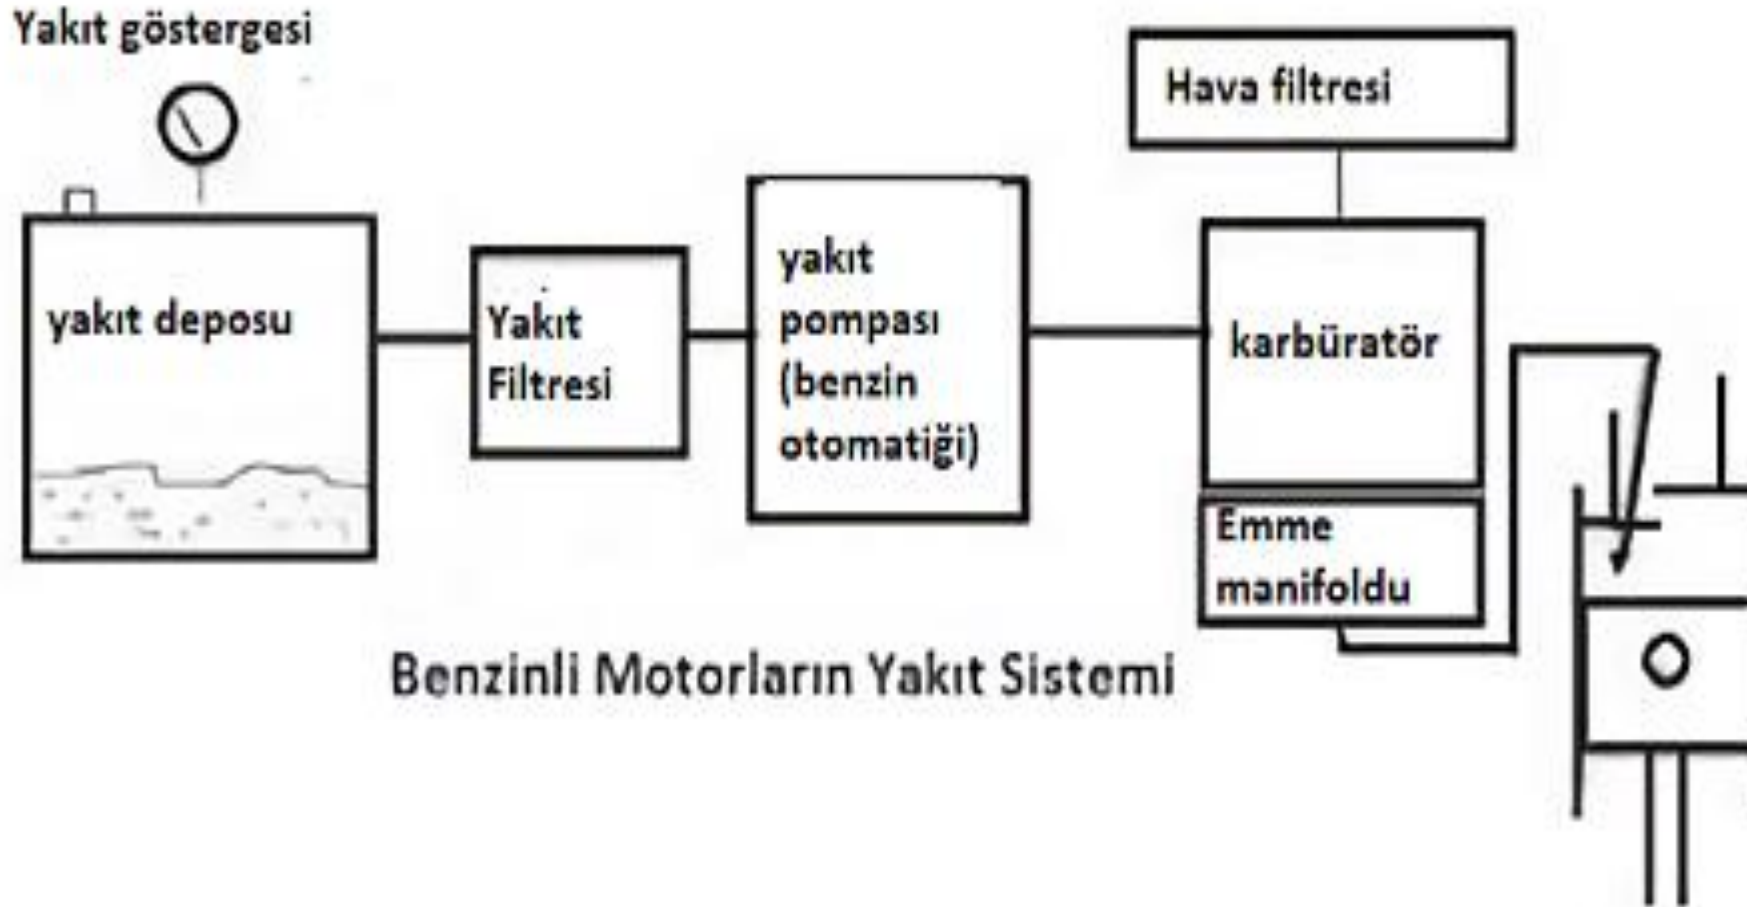 Yakıt göstergesi
Hava filtresi
yakıt deposu
Yakıt
Filtresi
yakıt
pompası
(benzin
otomatiği)
karbüratör
Emme
manifoldu
Benzinli Motorların Yakıt Sistemi